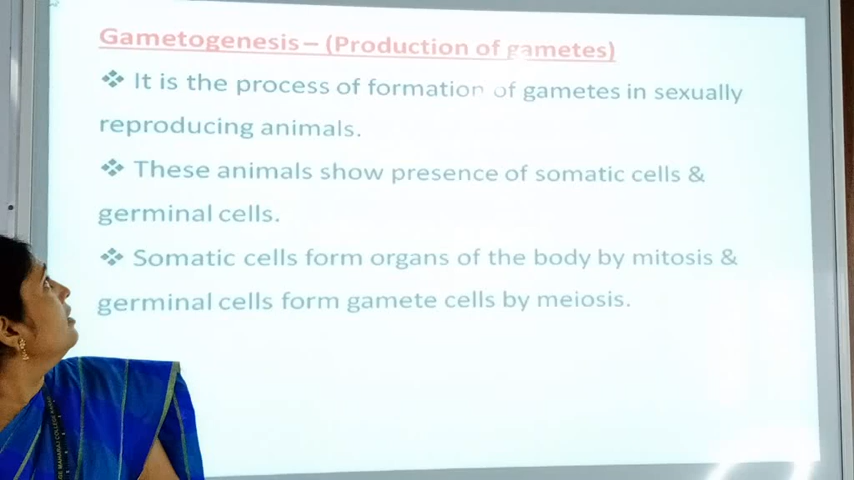 Gametogenesis – (Production of gametes)
❖ It is the process of formation of gametes in sexually
reproducing animals.
❖ These animals show presence of somatic cells &
germinal cells.
❖ Somatic cells form organs of the body by mitosis &
germinal cells form gamete cells by meiosis.
MAHARAJ COLLEGE